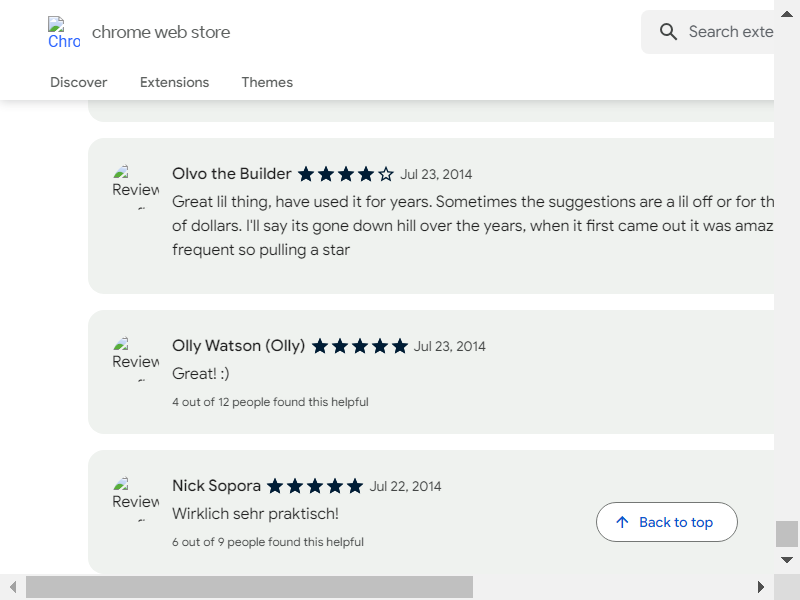 Chro
chrome web store
Search exte
Discover
Extensions
Themes
Review
Olvo the Builder
Jul 23, 2014
Great lil thing, have used it for years. Sometimes the suggestions are a lil off or for th
of dollars. I'll say its gone down hill over the years, when it first came out it was amaz
frequent so pulling a star
Review
Olly Watson (Olly)
Jul 23, 2014
Great! :)
4 out of 12 people found this helpful
Review
Nick Sopora
Jul 22, 2014
Wirklich sehr praktisch!
6 out of 9 people found this helpful
Back to top